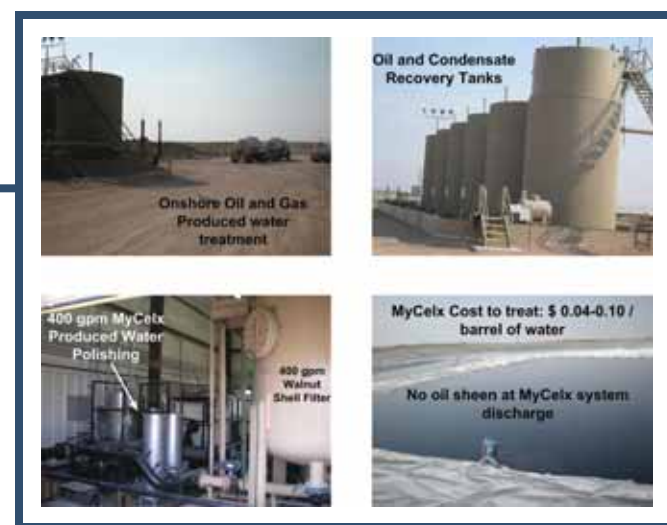 Onshore Oil and Gas
Produced water
treatment
Oil and Condensate
Recovery Tanks
400 gpm MyCelx
Produced Water
Polishing
400 gpm
Walnut
Shell Filter
MyCelx Cost to treat: $ 0.04-0.10 /
barrel of water
No oil sheen at MyCelx system
discharge